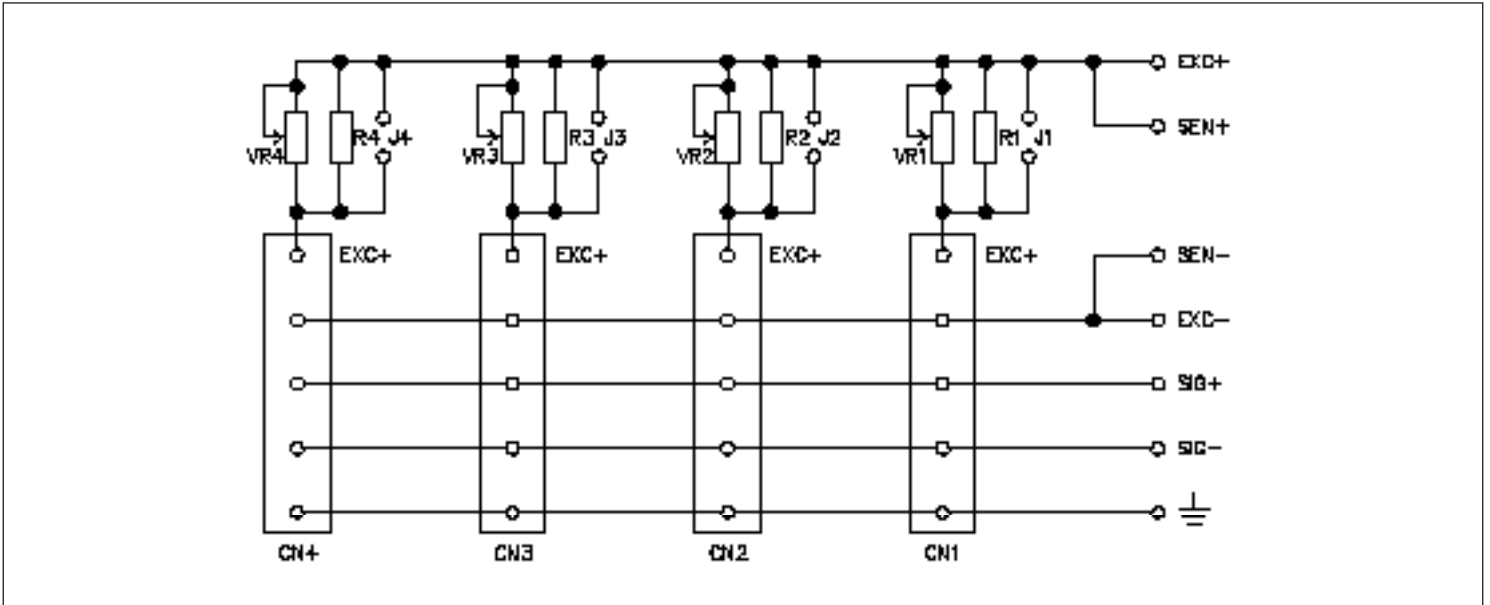 EXC+
SEN+
VR4 R4 J4 VR3 R3 J3 VR2 R2 J2 VR1 R1 J1
EXC+ EXC+ EXC+ EXC+ SEN-
EXC-
SIG+
SIG-
CN4 CN3 CN2 CN1